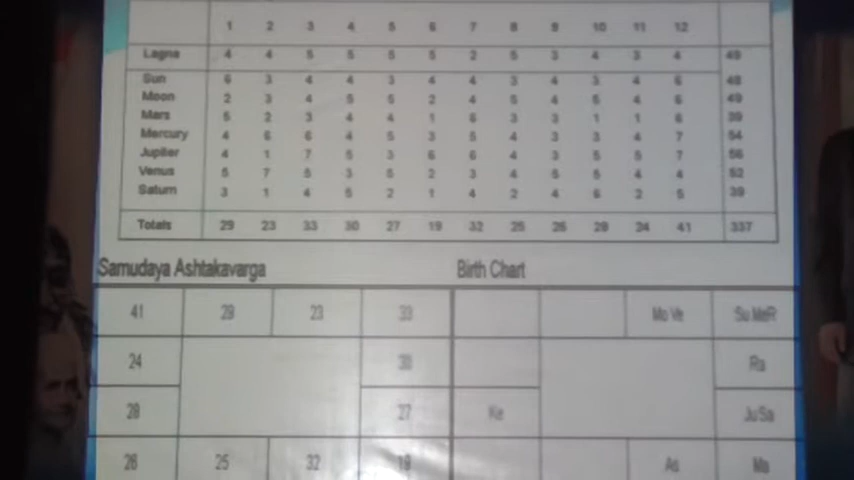 1 2 3 4 5 6 7 8 9 10 11 12
Lagna 4 4 5 5 5 5 2 5 3 4 3 4 49
Sun 6 3 4 4 3 4 4 3 4 3 4 6 48
Moon 2 3 4 5 5 2 4 5 4 5 4 6 49
Mars 5 2 3 4 4 1 6 3 3 1 1 6 39
Mercury 4 6 6 4 5 3 5 4 3 3 4 7 54
Jupiter 4 1 7 5 3 6 6 4 3 5 5 7 56
Venus 5 7 5 3 5 2 3 4 5 5 4 4 52
Saturn 3 1 4 5 2 1 4 2 4 6 2 5 39
Totals 29 23 33 30 27 19 32 25 26 28 24 41 337
Samudaya Ashtakavarga Birth Chart
41 29 23 33 Mo Ve Su MeR
24 30 Ra
28 27 Ke Ju Sa
26 25 32 19 As Ma